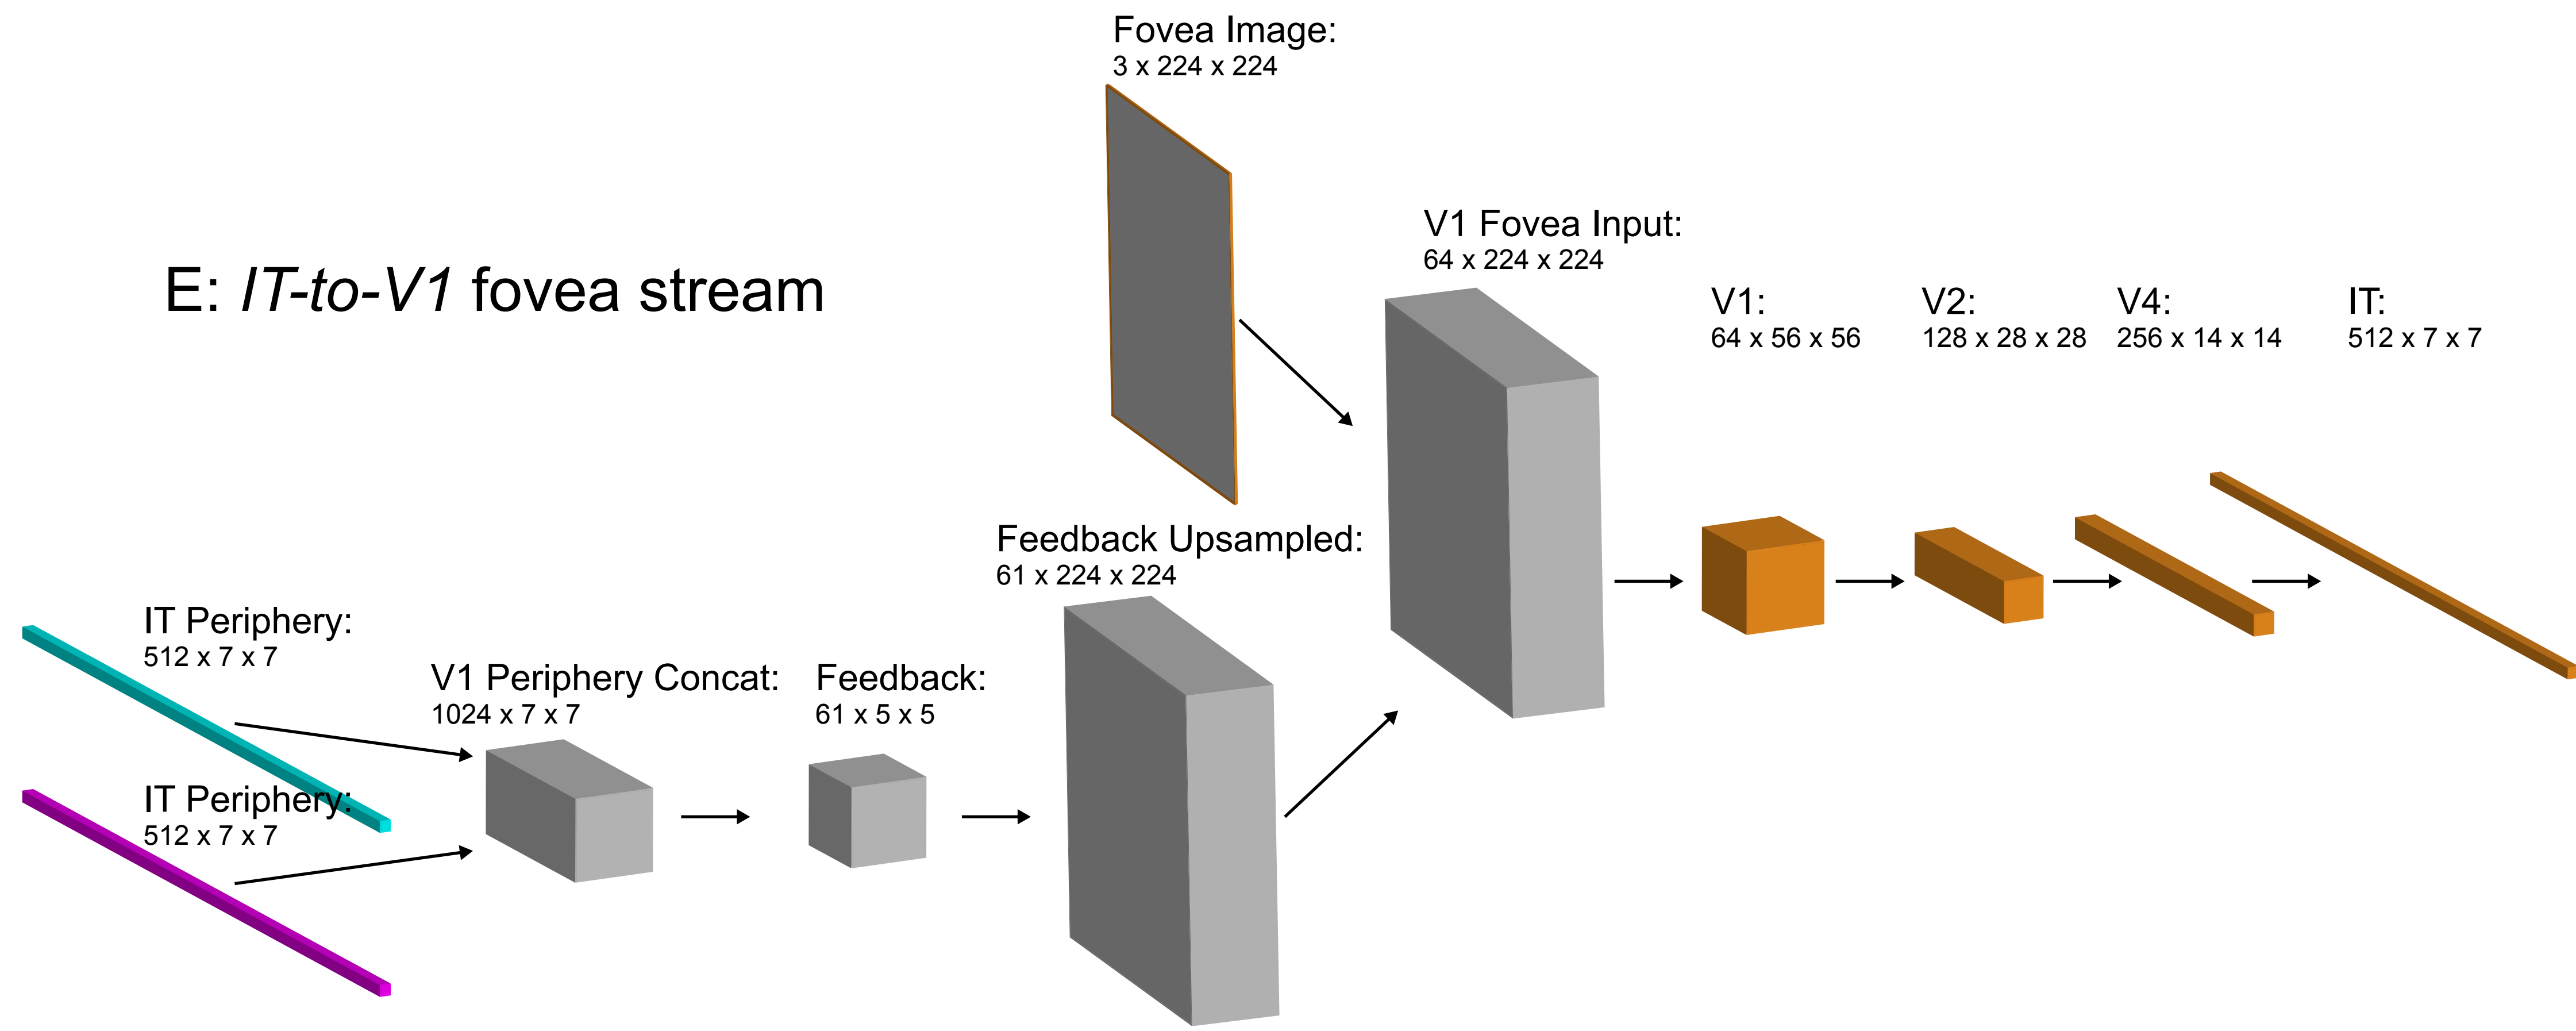 Fovea Image:
3 x 224 x 224
V1 Fovea Input:
64 x 224 x 224
E: IT-to-V1 fovea stream
V1:
64 x 56 x 56
V2:
128 x 28 x 28
V4:
256 x 14 x 14
IT:
512 x 7 x 7
Feedback Upsampled:
61 x 224 x 224
IT Periphery:
512 x 7 x 7
V1 Periphery Concat:
1024 x 7 x 7
Feedback:
61 x 5 x 5
IT Periphery:
512 x 7 x 7